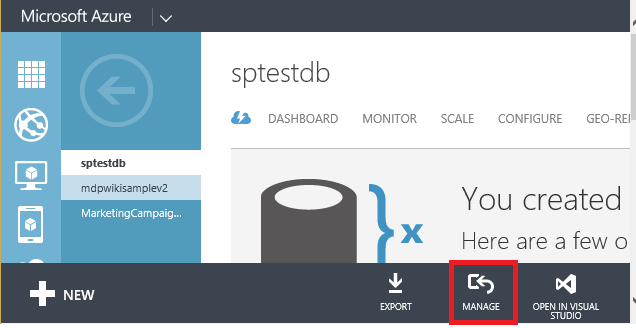 Microsoft Azure
sptestdb
DASHBOARD MONITOR SCALE CONFIGURE GEO-RE
sptestdb
mdpwikisamplev2
MarketingCampaig...
You created
Here are a few o
x
NEW
EXPORT
MANAGE
OPEN IN VISUAL
STUDIO